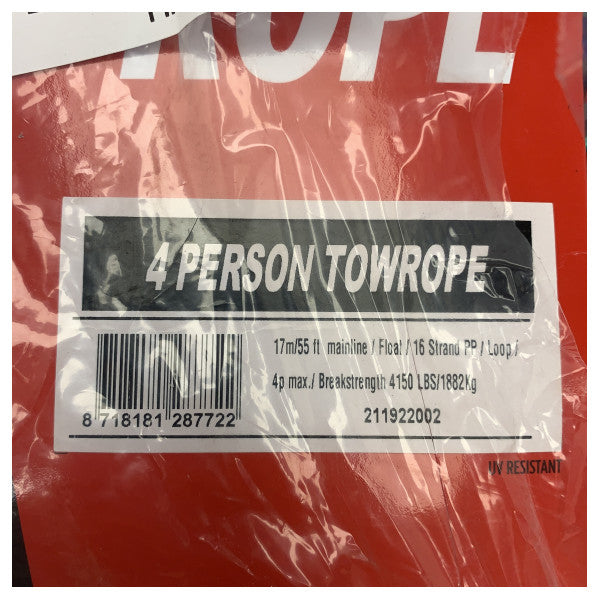 ROPE
4 PERSON TOWROPE
17m/55 ft mainline / Float / 16 Strand PP / Loop /
4p max./ Breakstrength 4150 LBS/1882Kg
8 718181 287722
211922002
UV RESISTANT